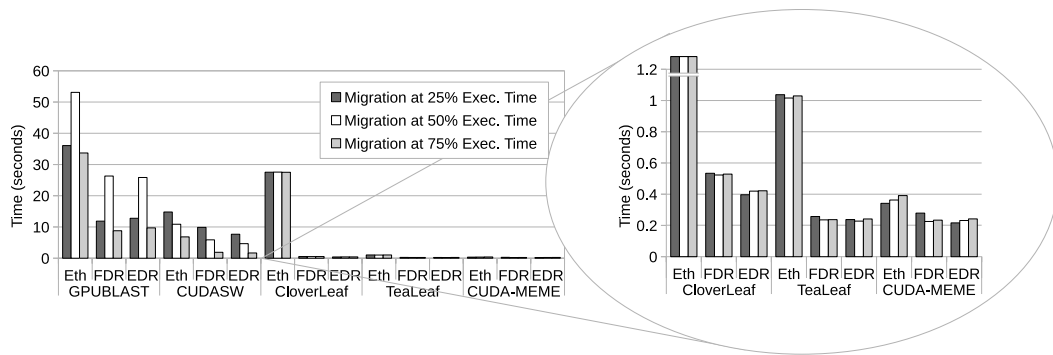 60
50
40
30
20
10
0
Time (seconds)
Migration at 25% Exec. Time
Migration at 50% Exec. Time
Migration at 75% Exec. Time
Eth FDR EDR Eth FDR EDR Eth FDR EDR Eth FDR EDR Eth FDR EDR
GPUBLAST CUDASW CloverLeaf TeaLeaf CUDA-MEME
1.2
1
0.8
0.6
0.4
0.2
0
Time (seconds)
Eth FDR EDR Eth FDR EDR Eth FDR EDR
CloverLeaf TeaLeaf CUDA-MEME